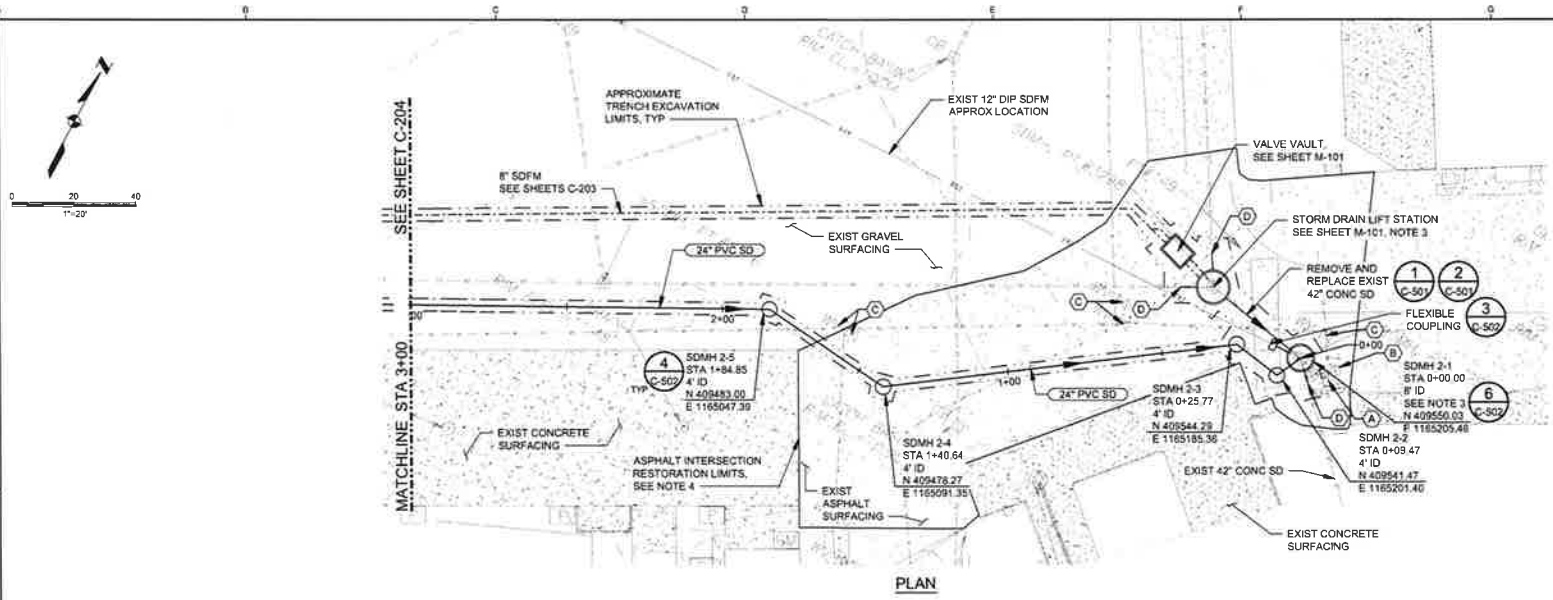 B
C
D
E
F
G
N
0 20 40
1"=20'
MATCHLINE STA 3+00
SEE SHEET C-204
APPROXIMATE
TRENCH EXCAVATION
LIMITS, TYP
8" SDFM
SEE SHEETS C-203
24" PVC SD
EXIST GRAVEL
SURFACING
EXIST 12" DIP SDFM
APPROX LOCATION
CATCH BASIN
CB
VALVE VAULT,
SEE SHEET M-101
D
STORM DRAIN LIFT STATION
SEE SHEET M-101, NOTE 3
REMOVE AND
REPLACE EXIST
42" CONC SD
1
C-501
2
C-501
FLEXIBLE
COUPLING
3
C-502
C
D
C
C
0+00
B
2+00
4
C-502
TYP
SDMH 2-5
STA 1+84.85
4' ID
N 409483.00
E 1165047.39
1+00
24" PVC SD
SDMH 2-3
STA 0+25.77
4' ID
N 409544.29
E 1165185.36
SDMH 2-1
STA 0+00.00
8' ID
SEE NOTE 3
N 409550.03
E 1165205.46
6
C-502
D
A
SDMH 2-2
STA 0+09.47
4' ID
N 409541.47
E 1165201.40
EXIST CONCRETE
SURFACING
ASPHALT INTERSECTION
RESTORATION LIMITS,
SEE NOTE 4
SDMH 2-4
STA 1+40.64
4' ID
N 409478.27
E 1165091.35
EXIST
ASPHALT
SURFACING
EXIST 42" CONC SD
EXIST CONCRETE
SURFACING
PLAN